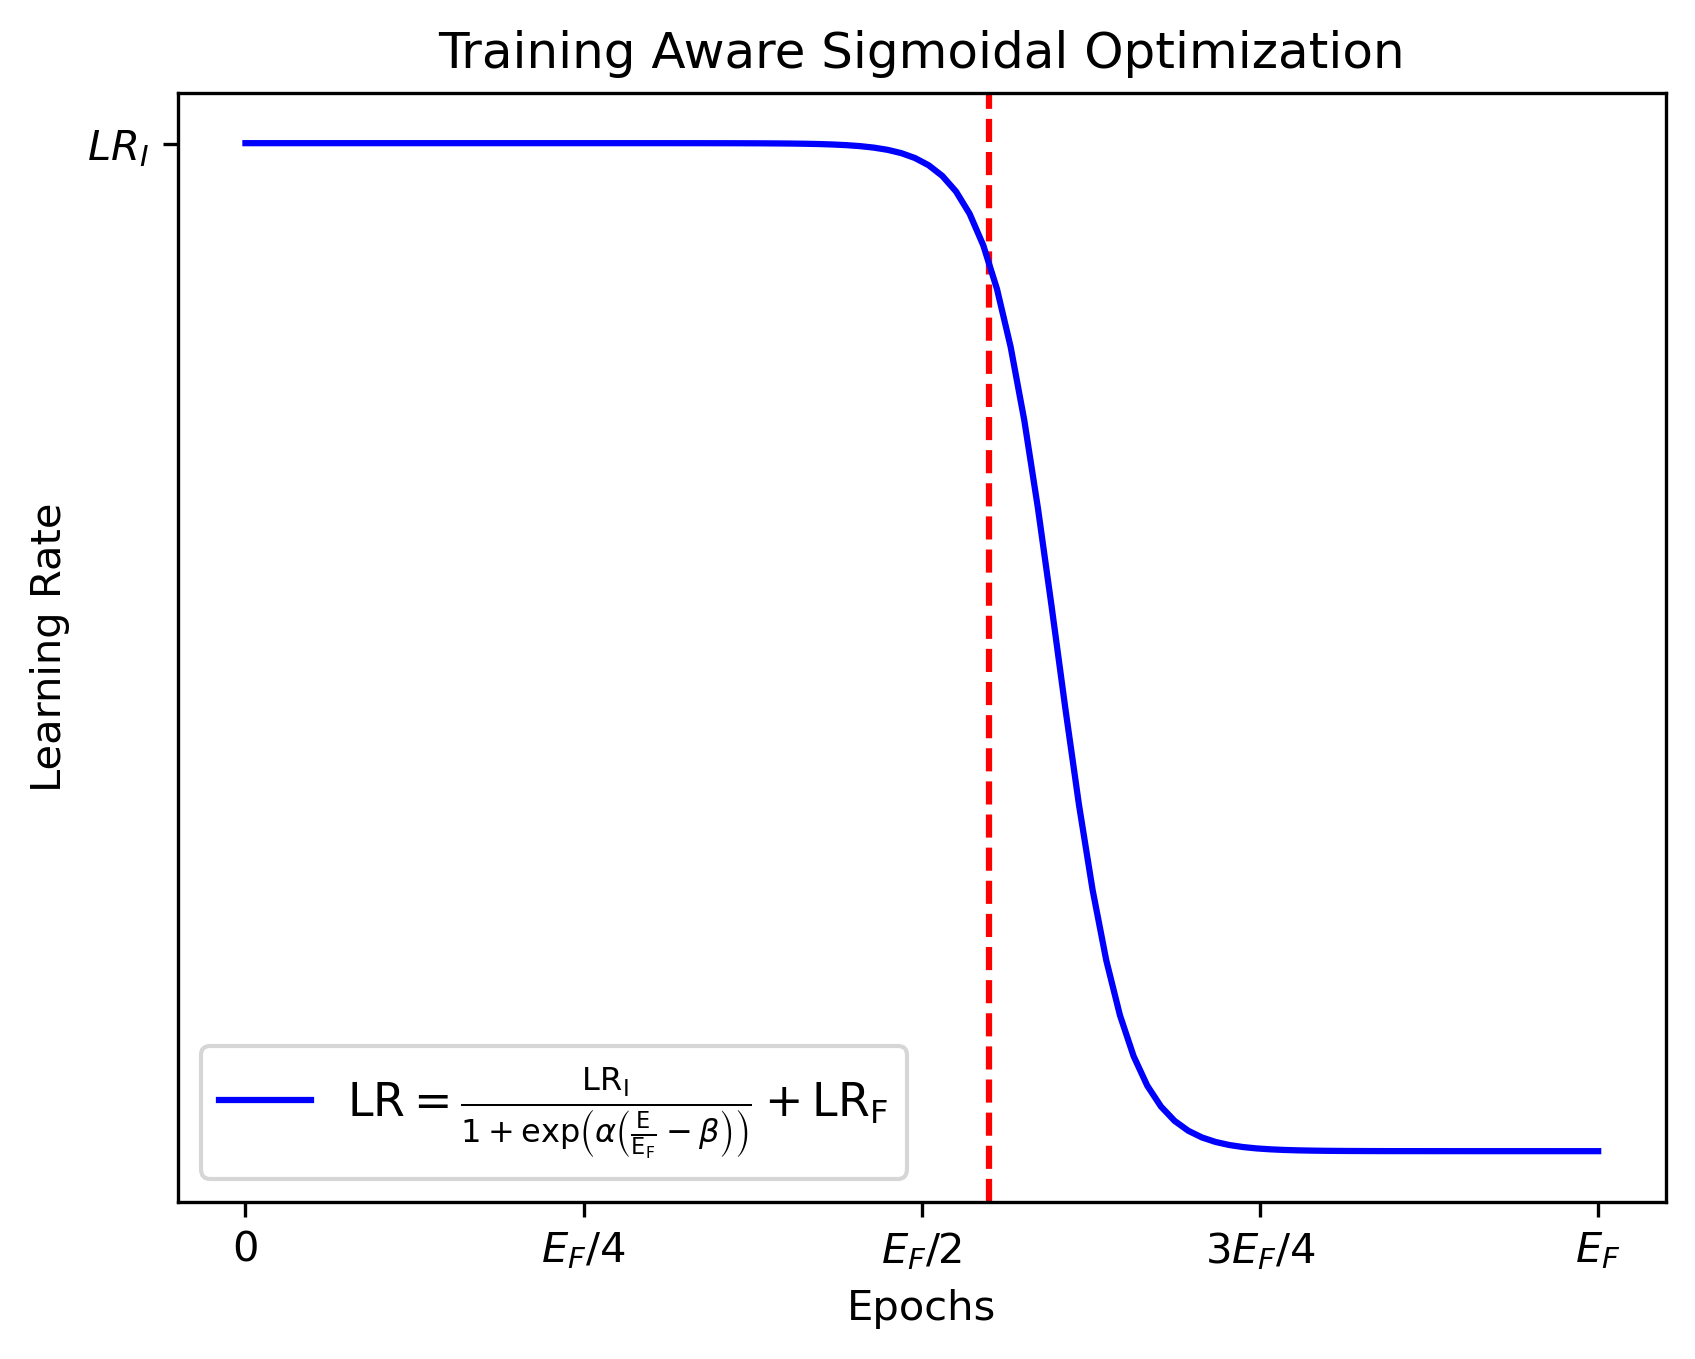 Training Aware Sigmoidal Optimization
LR_I
Learning Rate
LR = LR_I / (1 + exp(α(E/E_F − β))) + LR_F
0 E_F/4 E_F/2 3E_F/4 E_F
Epochs